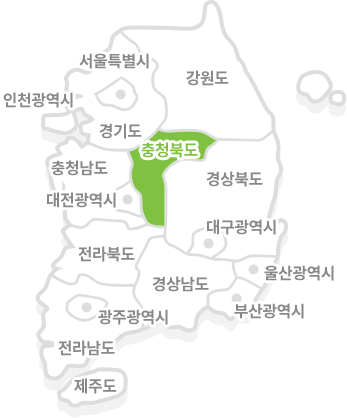 서울특별시
강원도
인천광역시
경기도
충청북도
충청남도
경상북도
대전광역시
대구광역시
전라북도
울산광역시
경상남도
부산광역시
광주광역시
전라남도
제주도